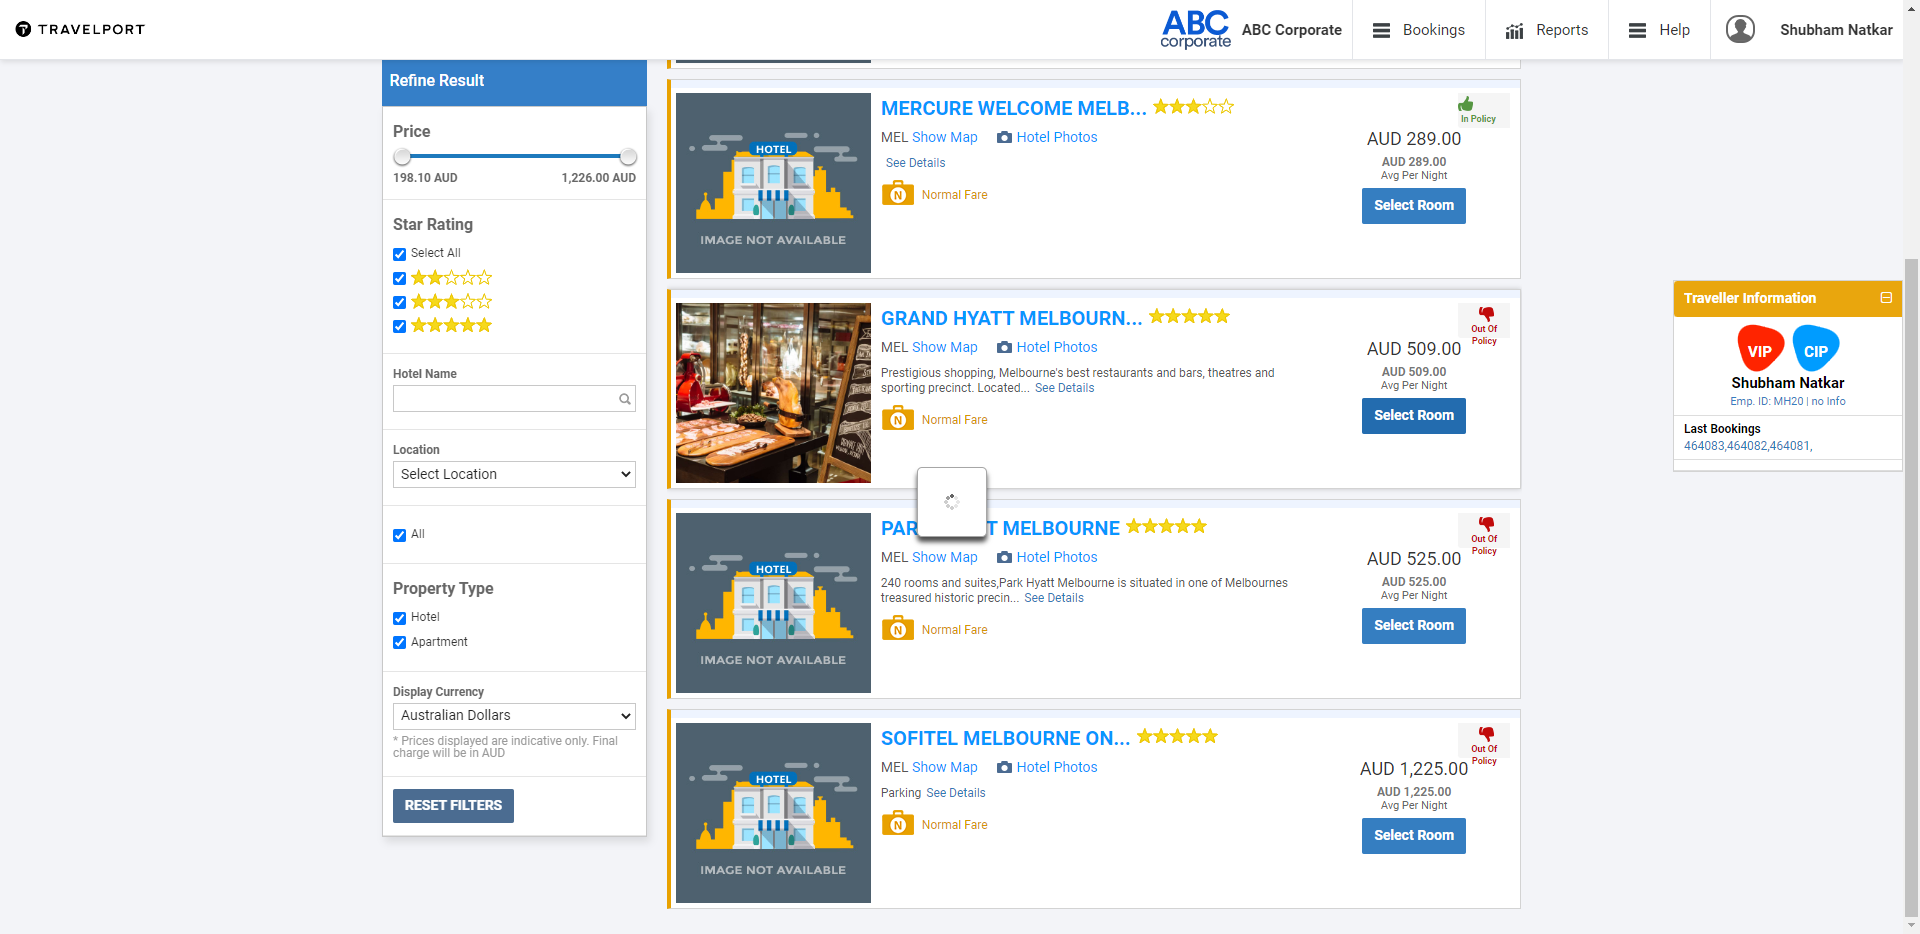 TRAVELPORT
ABC
corporate
ABC Corporate
Bookings
Reports
Help
Shubham Natkar
Refine Result
Price
198.10 AUD
1,226.00 AUD
Star Rating
Select All
Hotel Name
Location
Select Location
All
Property Type
Hotel
Apartment
Display Currency
Australian Dollars
* Prices displayed are indicative only. Final
charge will be in AUD
RESET FILTERS
HOTEL
IMAGE NOT AVAILABLE
MERCURE WELCOME MELB...
MEL Show Map
Hotel Photos
See Details
N Normal Fare
In Policy
AUD 289.00
AUD 289.00
Avg Per Night
Select Room
GRAND HYATT MELBOURN...
MEL Show Map
Hotel Photos
Prestigious shopping, Melbourne's best restaurants and bars, theatres and
sporting precinct. Located... See Details
N Normal Fare
Out Of
Policy
AUD 509.00
AUD 509.00
Avg Per Night
Select Room
HOTEL
IMAGE NOT AVAILABLE
MELBOURNE
MEL Show Map
Hotel Photos
240 rooms and suites,Park Hyatt Melbourne is situated in one of Melbournes
treasured historic precin... See Details
N Normal Fare
Out Of
Policy
AUD 525.00
AUD 525.00
Avg Per Night
Select Room
HOTEL
IMAGE NOT AVAILABLE
SOFITEL MELBOURNE ON...
MEL Show Map
Hotel Photos
Parking See Details
N Normal Fare
Out Of
Policy
AUD 1,225.00
AUD 1,225.00
Avg Per Night
Select Room
Traveller Information
VIP
CIP
Shubham Natkar
Emp. ID: MH20 | no Info
Last Bookings
464083,464082,464081,